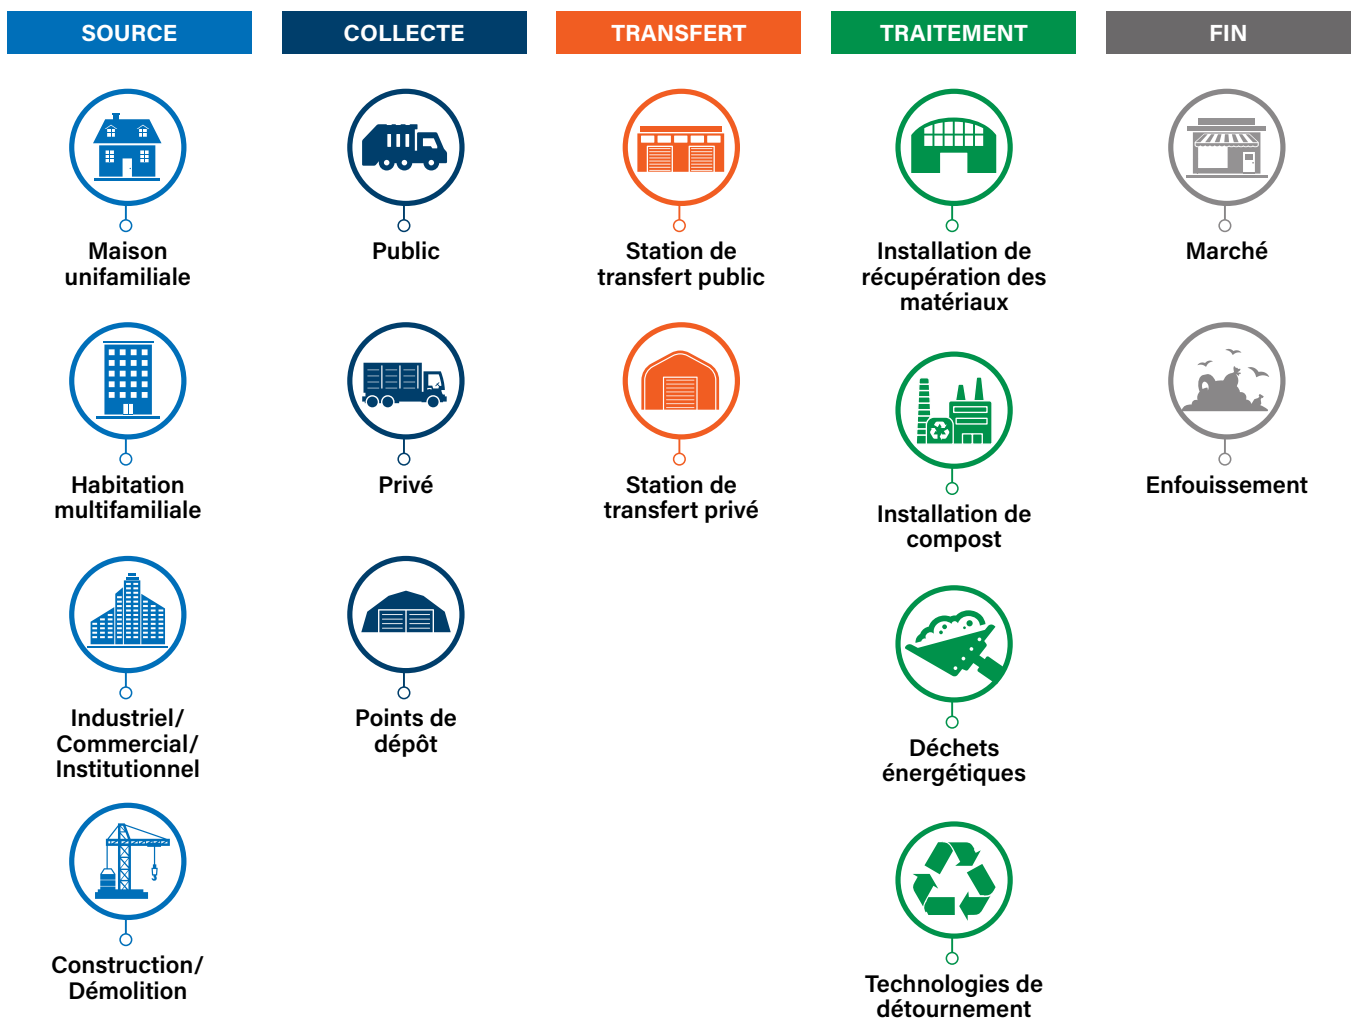 SOURCE
Maison
unifamiliale
Habitation
multifamiliale
Industriel/
Commercial/
Institutionnel
Construction/
Démolition
COLLECTE
Public
Privé
Points de
dépôt
TRANSFERT
Station de
transfert public
Station de
transfert privé
TRAITEMENT
Installation de
récupération des
matériaux
Installation de
compost
Déchets
énergétiques
Technologies de
détournement
FIN
Marché
Enfouissement